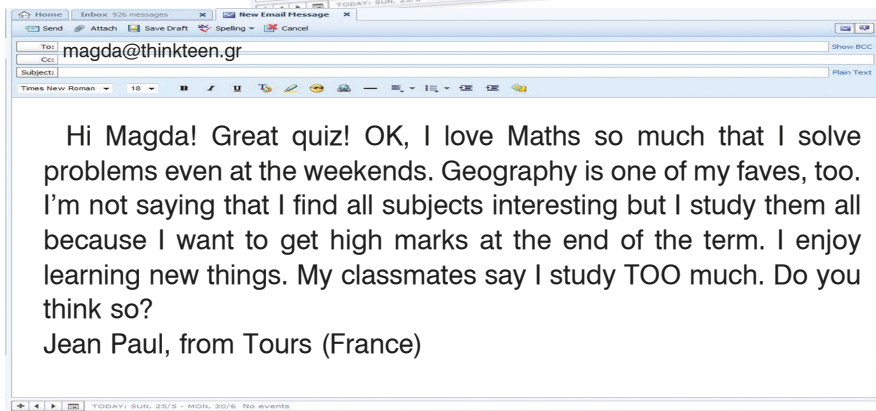 TODAY: SUN, 25/5
Home Inbox 926 messages × New Email Message ×
Send Attach Save Draft Spelling Cancel
To: magda@thinkteen.gr Show BCC
Cc:
Subject: Plain Text
Times New Roman 18 B I U
Hi Magda! Great quiz! OK, I love Maths so much that I solve
problems even at the weekends. Geography is one of my faves, too.
I'm not saying that I find all subjects interesting but I study them all
because I want to get high marks at the end of the term. I enjoy
learning new things. My classmates say I study TOO much. Do you
think so?
Jean Paul, from Tours (France)
TODAY: SUN, 25/5 - MON, 30/6 No events